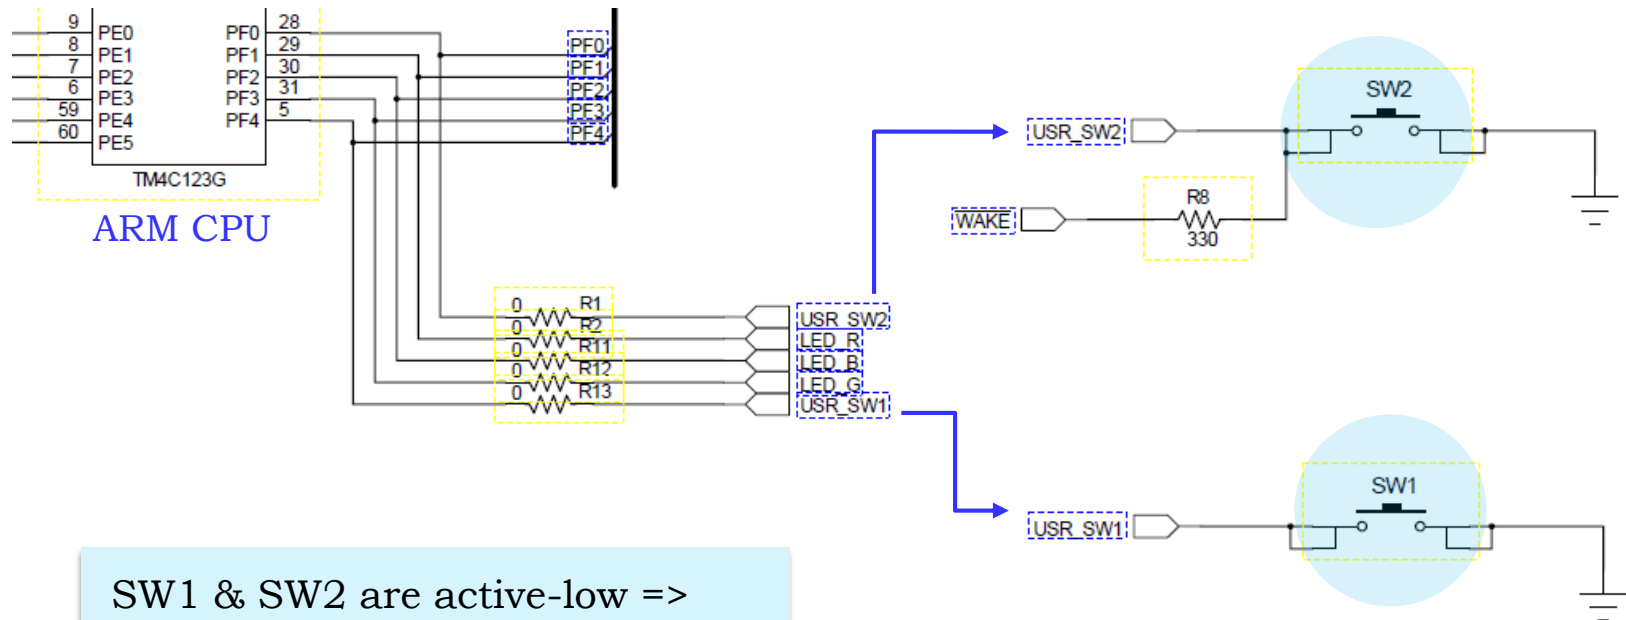 9 PE0 PF0 28
8 PE1 PF1 29
7 PE2 PF2 30
6 PE3 PF3 31
59 PE4 PF4 5
60 PE5
TM4C123G
ARM CPU
PF0
PF1
PF2
PF3
PF4
0 R1 USR_SW2
0 R2 LED_R
0 R11 LED_B
0 R12 LED_G
0 R13 USR_SW1
SW2
USR_SW2
WAKE
R8
330
SW1
USR_SW1
SW1 & SW2 are active-low =>